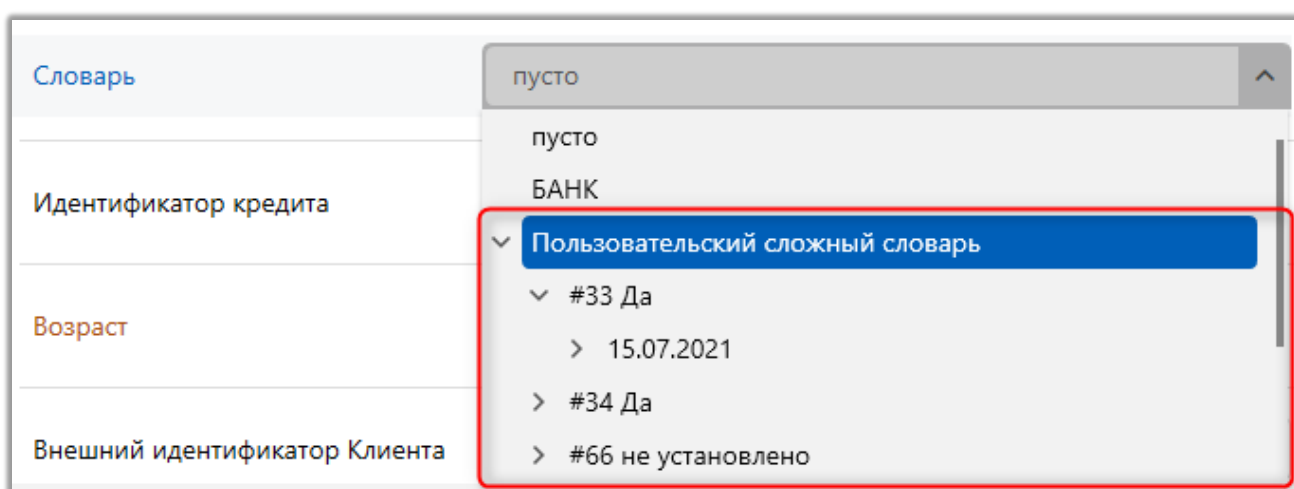 Словарь
пусто
пусто
БАНК
Идентификатор кредита
Пользовательский сложный словарь
#33 Да
Возраст
15.07.2021
#34 Да
Внешний идентификатор Клиента
#66 не установлено